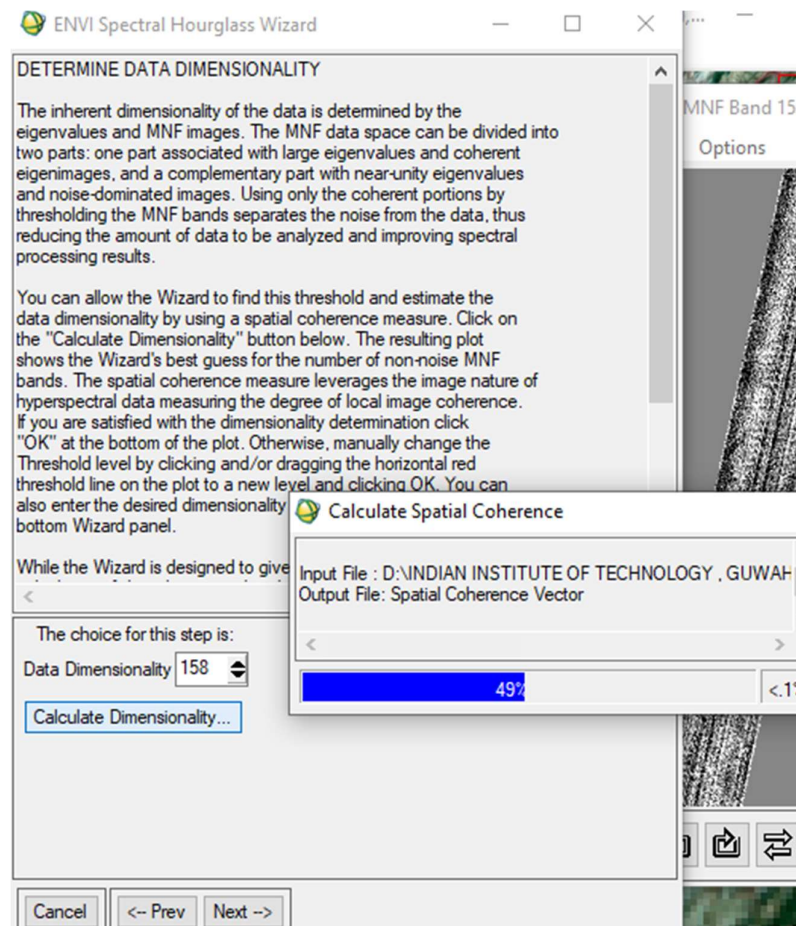 ENVI Spectral Hourglass Wizard
DETERMINE DATA DIMENSIONALITY
The inherent dimensionality of the data is determined by the
eigenvalues and MNF images. The MNF data space can be divided into
two parts: one part associated with large eigenvalues and coherent
eigenimages, and a complementary part with near-unity eigenvalues
and noise-dominated images. Using only the coherent portions by
thresholding the MNF bands separates the noise from the data, thus
reducing the amount of data to be analyzed and improving spectral
processing results.
You can allow the Wizard to find this threshold and estimate the
data dimensionality by using a spatial coherence measure. Click on
the "Calculate Dimensionality" button below. The resulting plot
shows the Wizard's best guess for the number of non-noise MNF
bands. The spatial coherence measure leverages the image nature of
hyperspectral data measuring the degree of local image coherence.
If you are satisfied with the dimensionality determination click
"OK" at the bottom of the plot. Otherwise, manually change the
Threshold level by clicking and/or dragging the horizontal red
threshold line on the plot to a new level and clicking OK. You can
also enter the desired dimensionality
bottom Wizard panel.
While the Wizard is designed to give
The choice for this step is:
Data Dimensionality 158
Calculate Dimensionality...
Cancel <-- Prev Next -->
Calculate Spatial Coherence
Input File : D:\INDIAN INSTITUTE OF TECHNOLOGY , GUWAH
Output File: Spatial Coherence Vector
49%
<.1%
MNF Band 15
Options